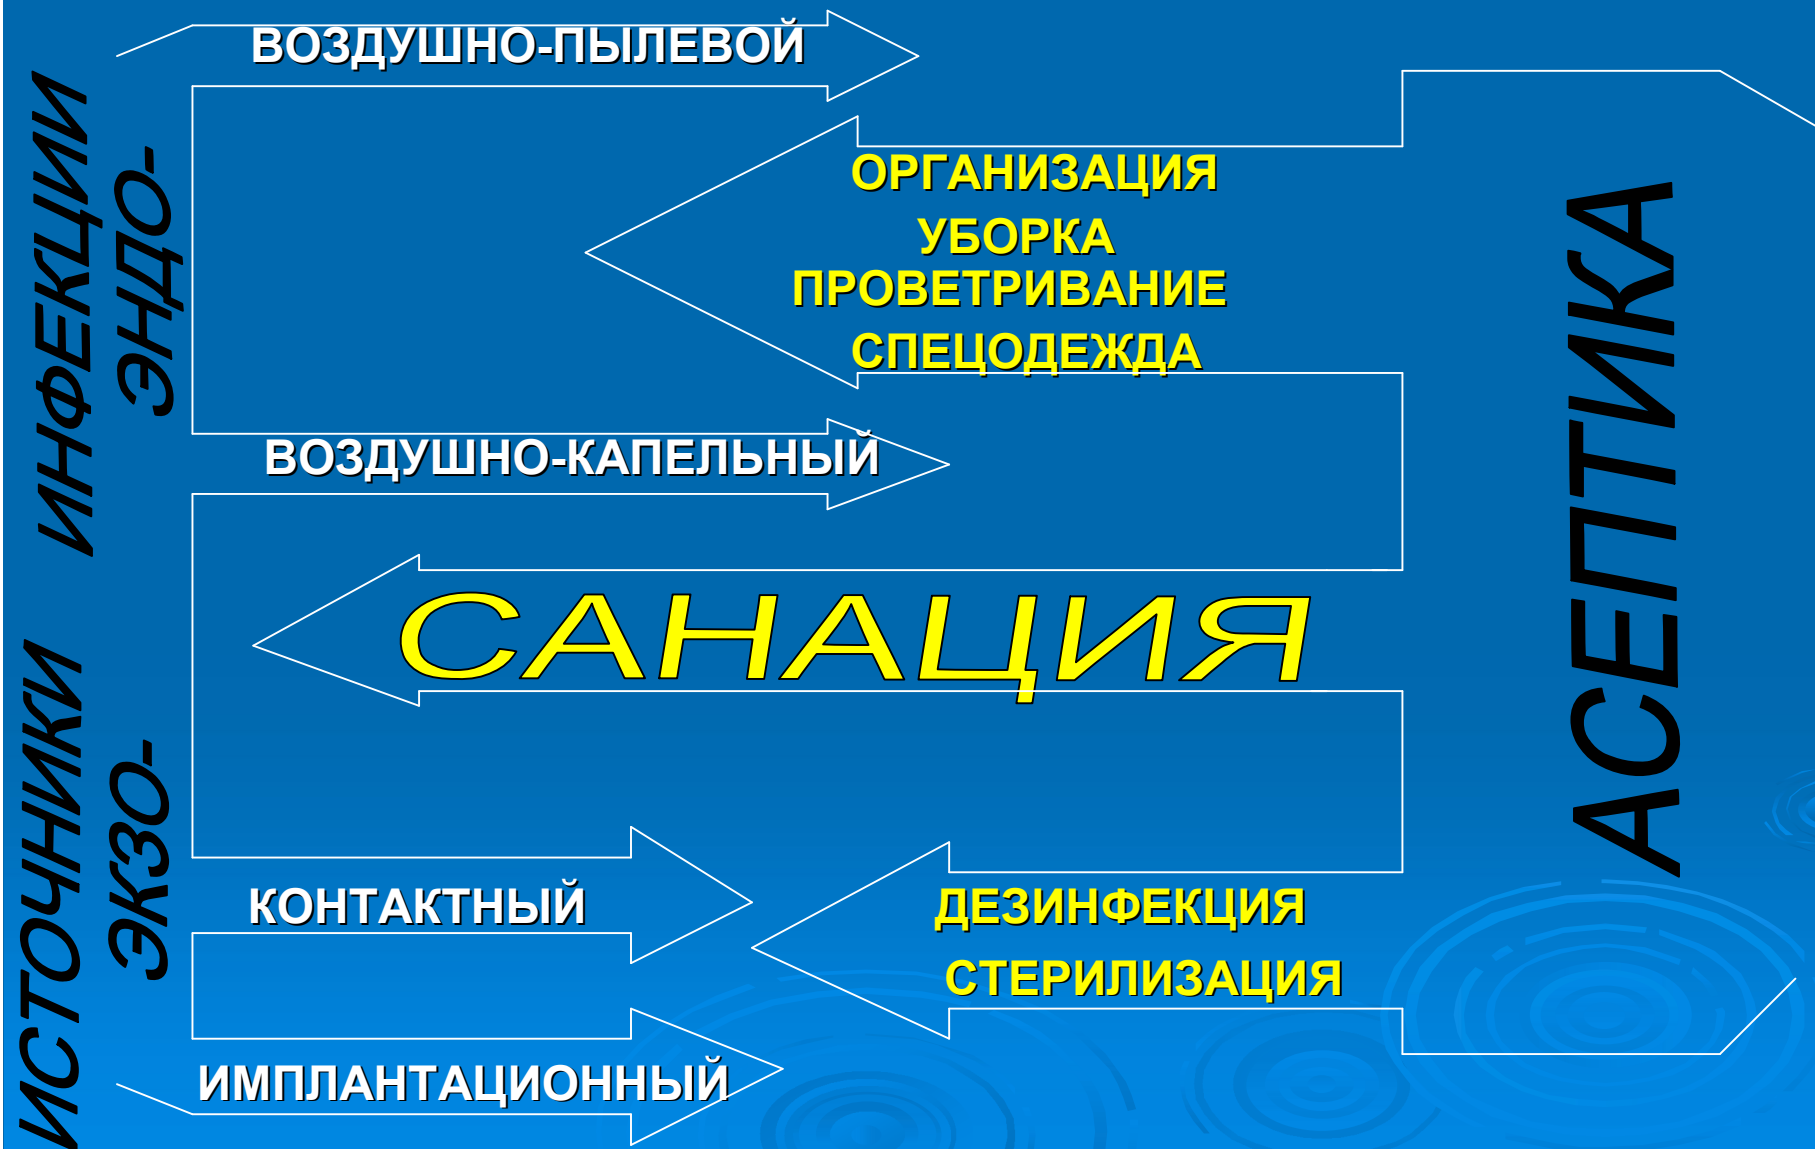 ИСТОЧНИКИ ИНФЕКЦИИ
ЭКЗО-
ЭНДО-
ВОЗДУШНО-ПЫЛЕВОЙ
ОРГАНИЗАЦИЯ
УБОРКА
ПРОВЕТРИВАНИЕ
СПЕЦОДЕЖДА
ВОЗДУШНО-КАПЕЛЬНЫЙ
САНАЦИЯ
КОНТАКТНЫЙ
ДЕЗИНФЕКЦИЯ
СТЕРИЛИЗАЦИЯ
ИМПЛАНТАЦИОННЫЙ
АСЕПТИКА